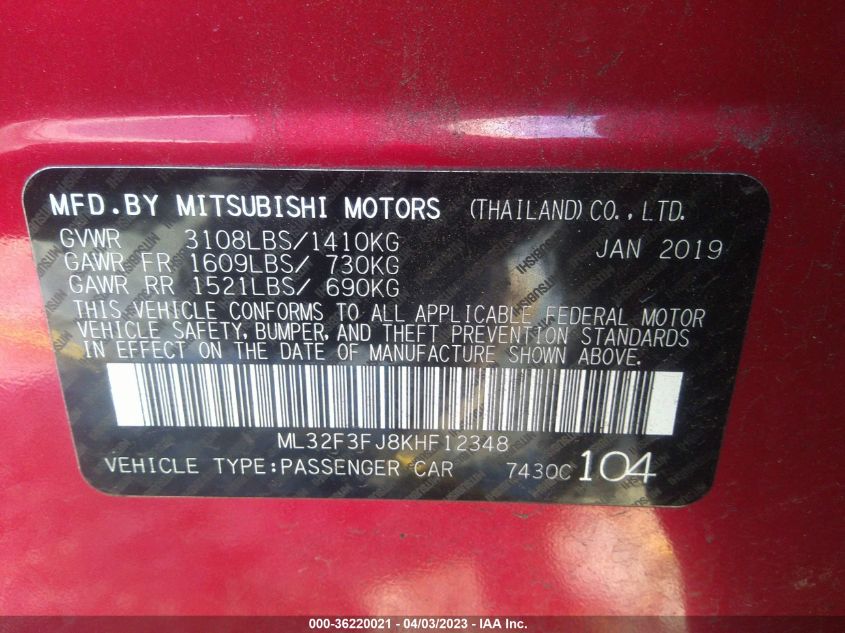 MFD.BY MITSUBISHI MOTORS (THAILAND) CO., LTD.
GVWR 3108LBS/1410KG JAN 2019
GAWR FR 1609LBS/ 730KG
GAWR RR 1521LBS/ 690KG
THIS VEHICLE CONFORMS TO ALL APPLICABLE FEDERAL MOTOR
VEHICLE SAFETY, BUMPER, AND THEFT PREVENTION STANDARDS
IN EFFECT ON THE DATE OF MANUFACTURE SHOWN ABOVE.
ML32F3FJ8KHF12348
VEHICLE TYPE:PASSENGER CAR 7430C 104
000-36220021 - 04/03/2023 - IAA Inc.